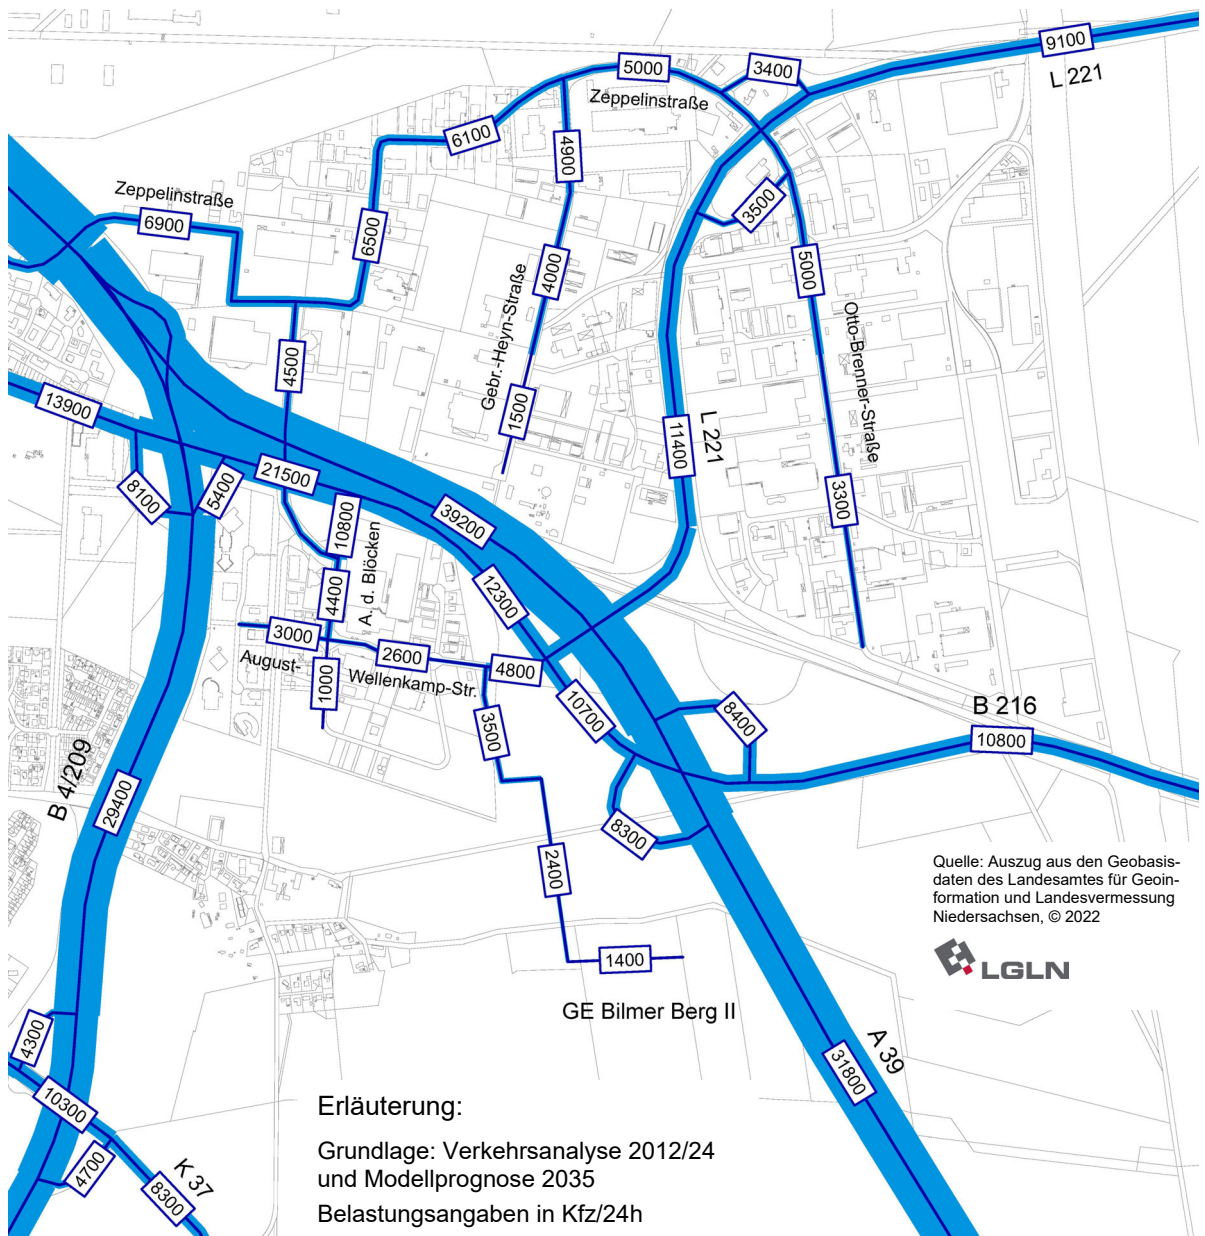 9100
L 221
5000
3400
Zeppelinstraße
6100
4900
Zeppelinstraße
6900
6500
3500
4000
5000
Gebr.-Heyn-Straße
Otto-Brenner-Straße
4500
13900
1500
11400
L 221
21500
8100
5400
10800
39200
3300
A. d. Blöcken
12300
4400
3000
2600
4800
August-
Wellenkamp-Str.
1000
3500
10700
8400
B 216
10800
B 4/209
29400
8300
2400
Quelle: Auszug aus den Geobasis-
daten des Landesamtes für Geoin-
formation und Landesvermessung
Niedersachsen, © 2022
LGLN
1400
GE Bilmer Berg II
4300
A 39
31800
10300
4700
K 37
8300
Erläuterung:
Grundlage: Verkehrsanalyse 2012/24
und Modellprognose 2035
Belastungsangaben in Kfz/24h